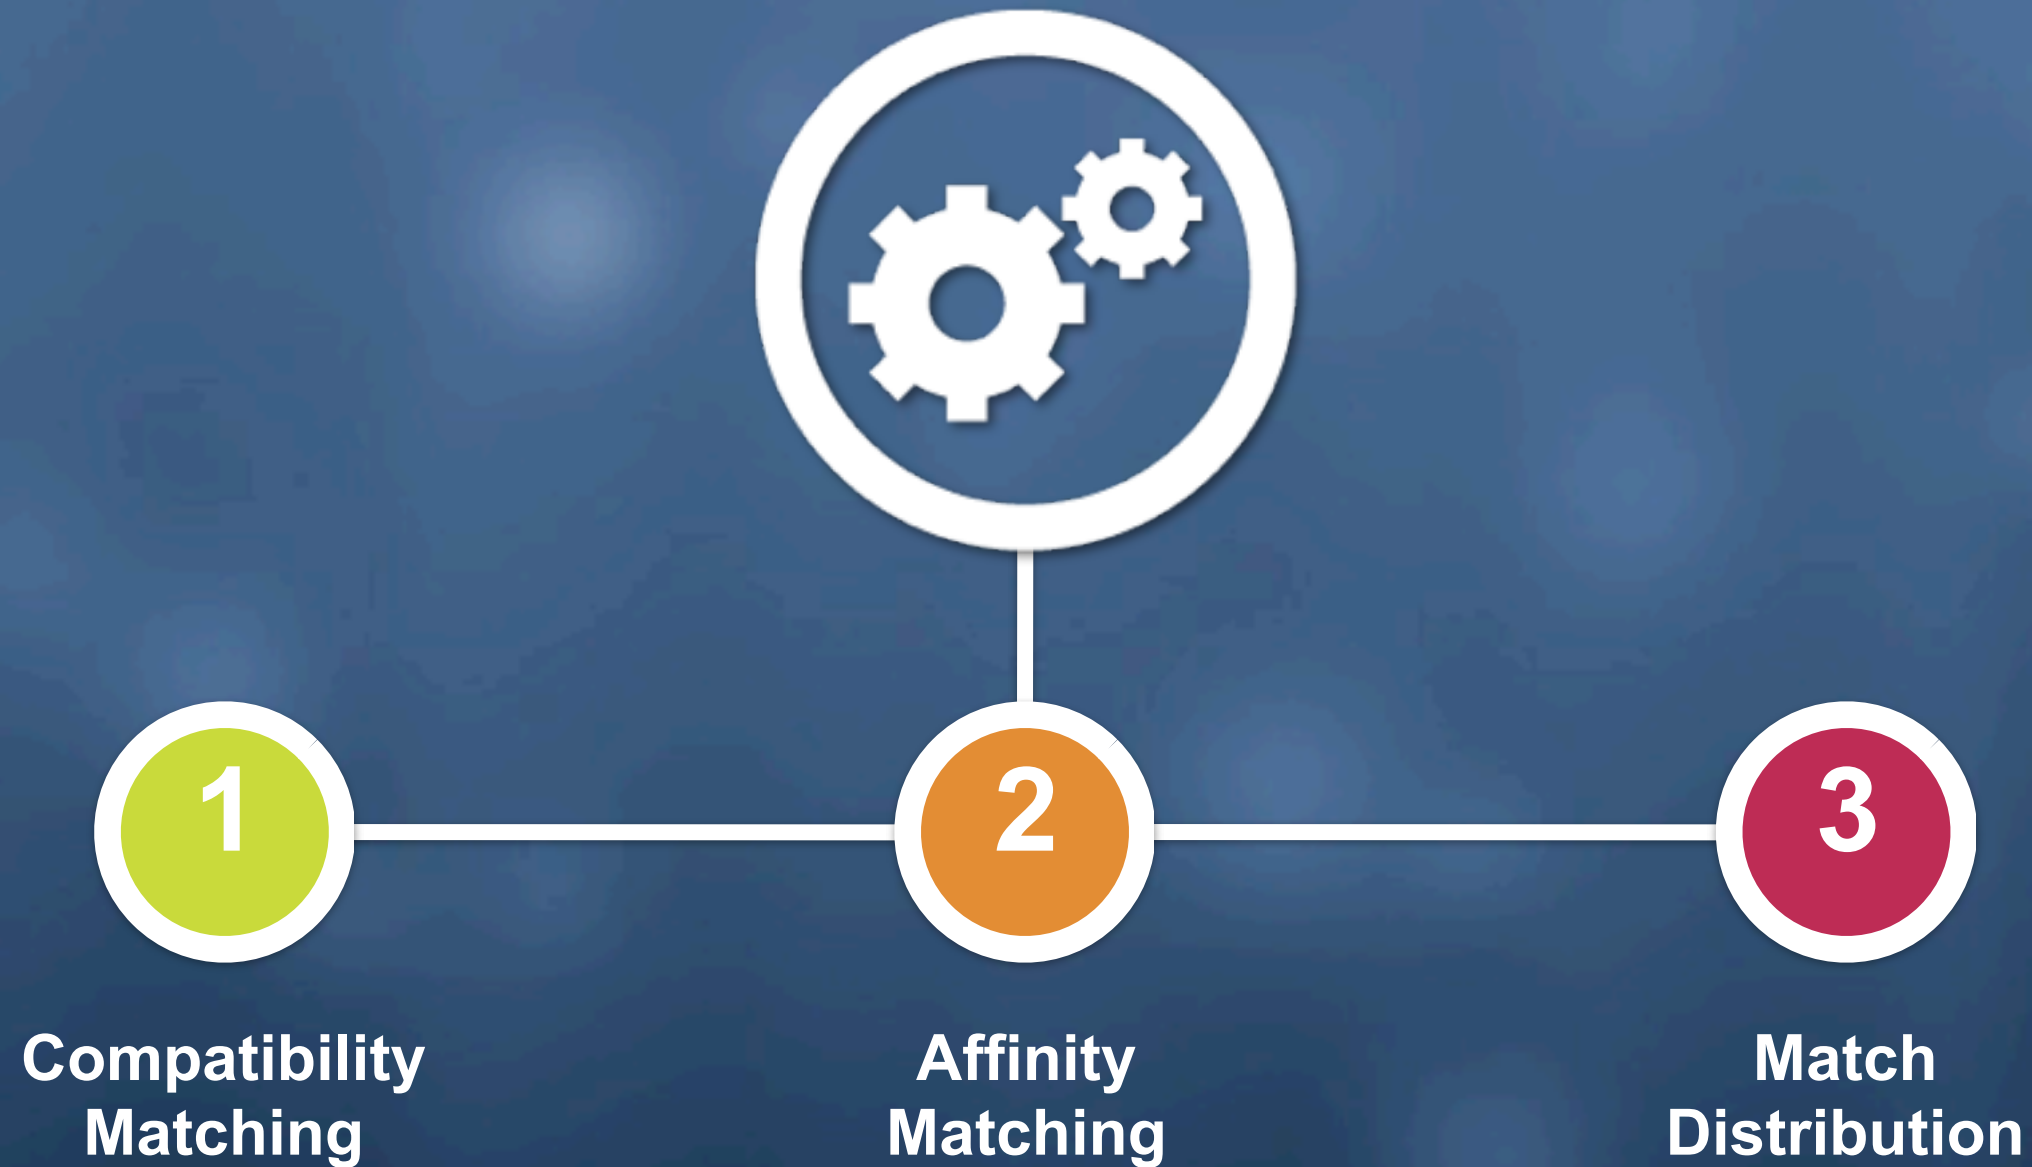 1
2
3
Compatibility
Matching
Affinity
Matching
Match
Distribution